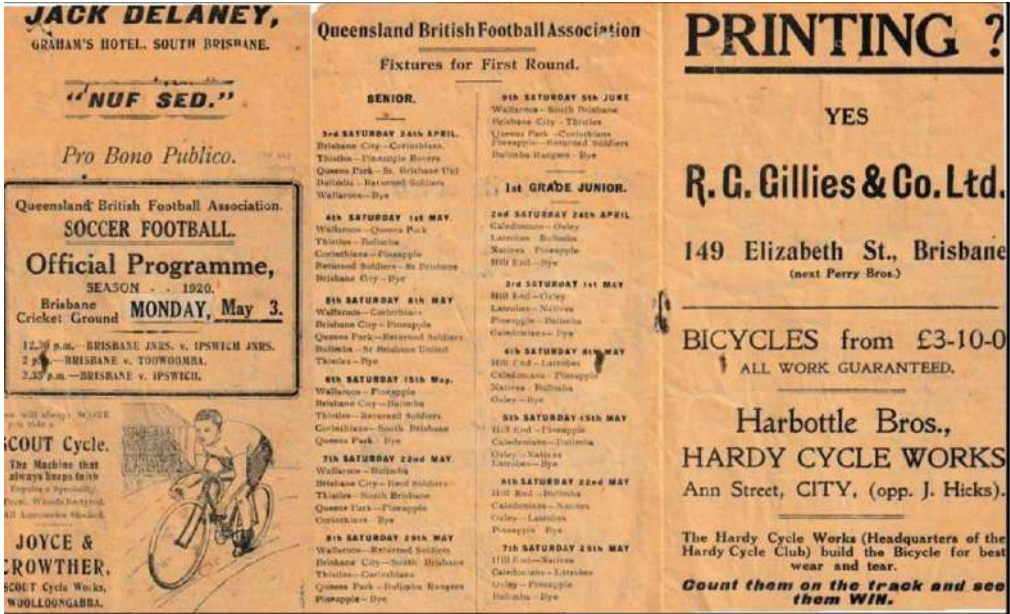 JACK DELANEY,
GRAHAM'S HOTEL. SOUTH BRISBANE.
"NUF SED."
Pro Bono Publico.
Queensland British Football Association.
SOCCER FOOTBALL.
Official Programme,
SEASON - - 1920.
Brisbane
Cricket Ground
MONDAY, May 3.
12.30 p.m.—BRISBANE JNRS. v. IPSWICH JNRS.
2 p.m.—BRISBANE v. TOOWOOMBA.
3.35 p.m.—BRISBANE v. IPSWICH.
will always SCORE
SCOUT Cycle.
The Machine that
always keeps faith
Repairs a Speciality.
All Accessories Stocked.
JOYCE &
CROWTHER,
SCOUT Cycle Works,
WOOLLOONGABBA.
Queensland British Football Association
Fixtures for First Round.
SENIOR.
3rd SATURDAY 24th APRIL.
Brisbane City—Corinthians.
Thistles—Pineapple Rovers
Queens Park—St. Brisbane Utd
Bulimba—Returned Soldiers
Wallaroos—Bye
4th SATURDAY 1st MAY.
Wallaroos—Queens Park
Thistles—Bulimba
Corinthians—Pineapple
Returned Soldiers—St Brisbane
Brisbane City—Bye
5th SATURDAY 8th MAY
Wallaroos—Corinthians
Brisbane City—Pineapple
Queens Park—Returned Soldiers
Bulimba—St Brisbane United
Thistles—Bye
6th SATURDAY 15th May.
Wallaroos—Pineapple
Brisbane City—Bulimba
Thistles—Returned Soldiers
Corinthians—South Brisbane
Queens Park—Bye
7th SATURDAY 22nd MAY.
Wallaroos—Bulimba
Brisbane City—Retd Soldiers
Thistles—South Brisbane
Queens Park—Pineapple
Corinthians—Bye
8th SATURDAY 29th MAY
Wallaroos—Returned Soldiers
Brisbane City—South Brisbane
Thistles—Corinthians
Queens Park—Bulimba Rangers
Pineapple—Bye
9th SATURDAY 5th JUNE
Wallaroos—South Brisbane
Brisbane City—Thistles
Queens Park—Corinthians
Pineapple—Returned Soldiers
Bulimba Rangers—Bye
1st GRADE JUNIOR.
2nd SATURDAY 24th APRIL
Caledonians—Oxley
Latrobes—Bulimba
Natives—Pineapple
Hill End—Bye
3rd SATURDAY 1st MAY
Hill End—Oxley
Latrobes—Natives
Pineapple—Bulimba
Caledonians—Bye
4th SATURDAY 8th MAY
Hill End—Latrobes
Caledonians—Pineapple
Natives—Bulimba
Oxley—Bye
5th SATURDAY 15th MAY
Hill End—Pineapple
Caledonians—Bulimba
Oxley—Natives
Latrobes—Bye
6th SATURDAY 22nd MAY
Hill End—Bulimba
Caledonians—Natives
Oxley—Latrobes
Pineapple—Bye
7th SATURDAY 29th MAY
Hill End—Natives
Caledonians—Latrobes
Oxley—Pineapple
Bulimba—Bye
PRINTING ?
YES
R. G. Gillies & Co. Ltd.
149 Elizabeth St., Brisbane
(next Perry Bros.)
BICYCLES from £3-10-0
ALL WORK GUARANTEED.
Harbottle Bros.,
HARDY CYCLE WORKS
Ann Street, CITY, (opp. J. Hicks).
The Hardy Cycle Works (Headquarters of the
Hardy Cycle Club) build the Bicycle for best
wear and tear.
Count them on the track and see
them WIN.